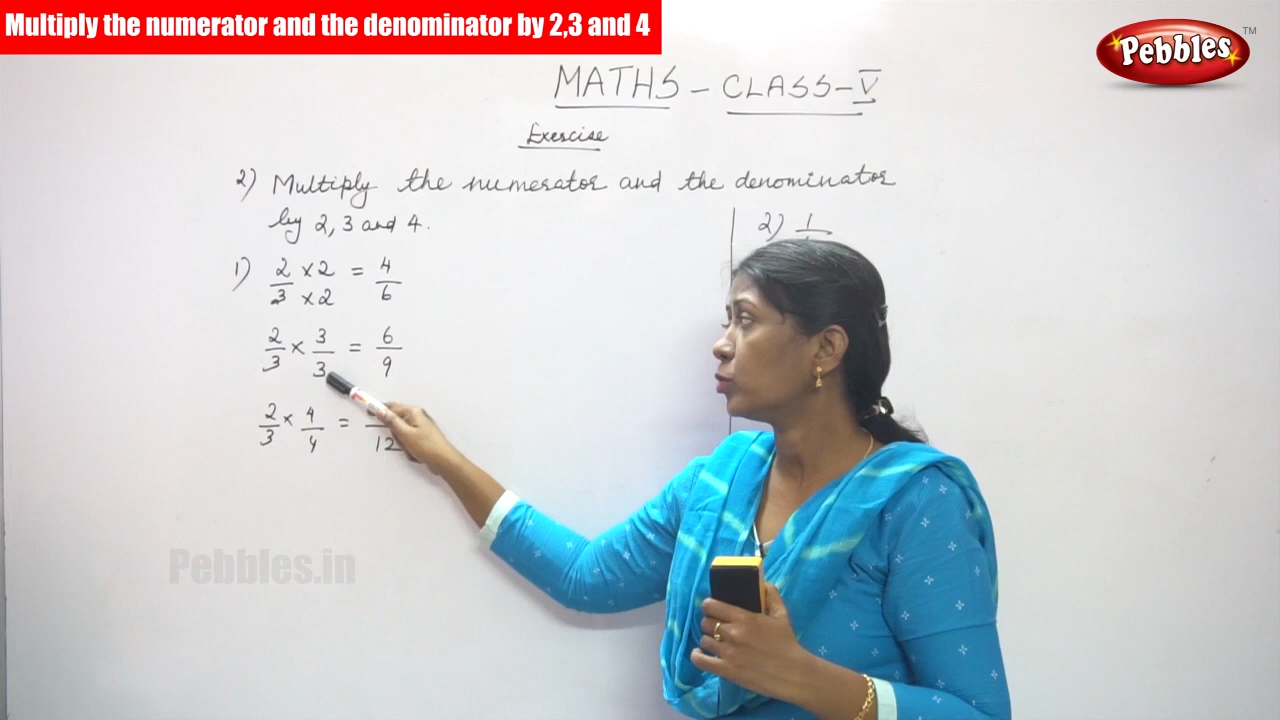 Multiply the numerator and the denominator by 2,3 and 4
Pebbles TM
MATHS - CLASS - V
Exercise
2) Multiply the numerator and the denominator
by 2, 3 and 4.
1) 2/3 ×2/×2 = 4/6
2/3 × 3/3 = 6/9
2/3 × 4/4 = /12
2) 1/
Pebbles.in